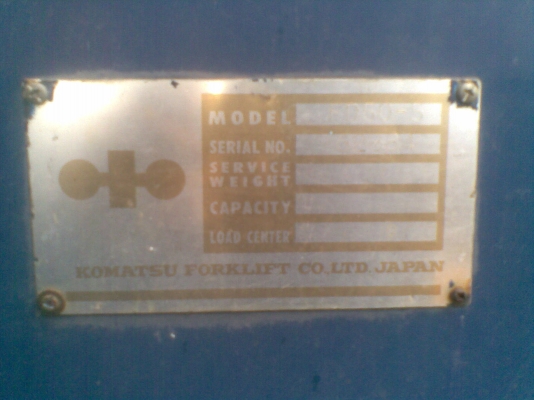 MODEL
SERIAL NO.
SERVICE
WEIGHT
CAPACITY
LOAD CENTER
KOMATSU FORKLIFT CO. LTD. JAPAN